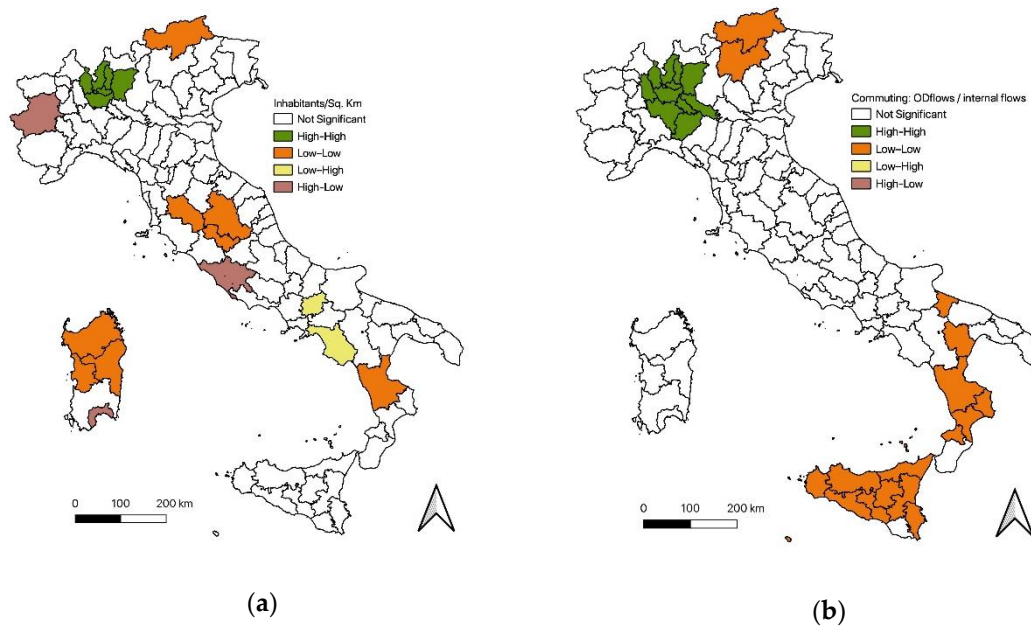 Inhabitants/Sq. Km
Not Significant
High-High
Low-Low
Low-High
High-Low
0 100 200 km
(a)
Commuting: ODflows / internal flows
Not Significant
High-High
Low-Low
Low-High
High-Low
0 100 200 km
(b)